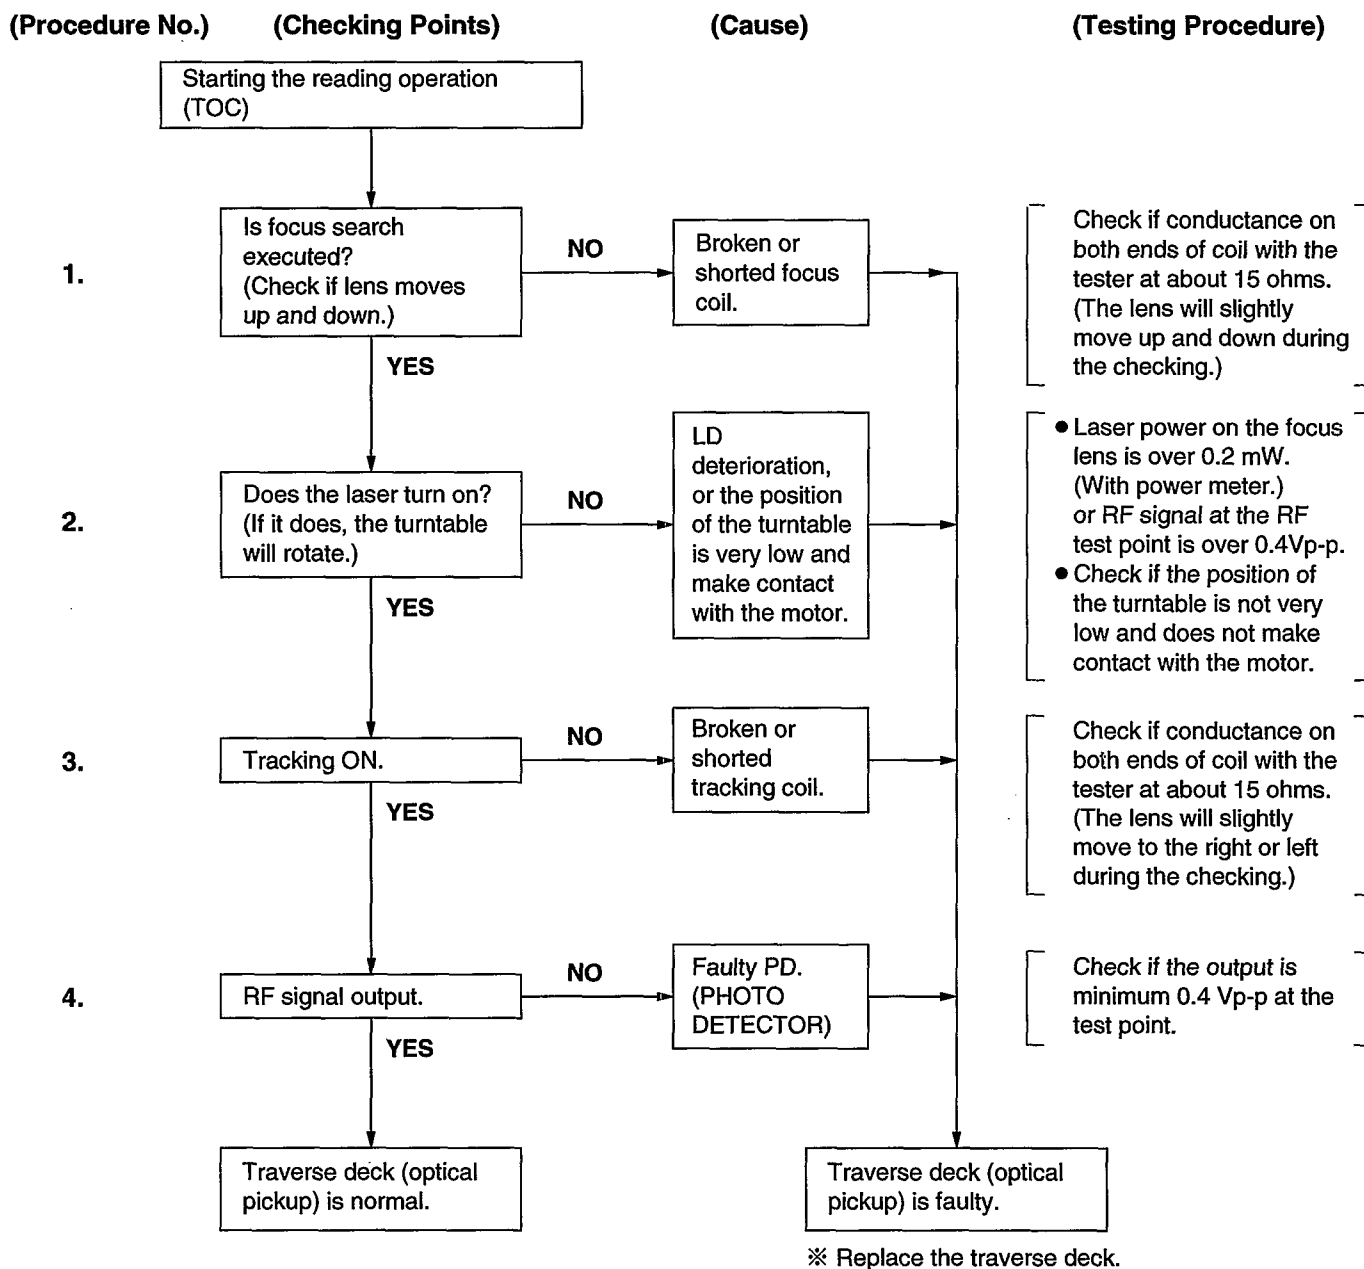 (Procedure No.) (Checking Points) (Cause) (Testing Procedure)
Starting the reading operation
(TOC)
1.
Is focus search
executed?
(Check if lens moves
up and down.)
NO
YES
Broken or
shorted focus
coil.
Check if conductance on
both ends of coil with the
tester at about 15 ohms.
(The lens will slightly
move up and down during
the checking.)
2.
Does the laser turn on?
(If it does, the turntable
will rotate.)
NO
YES
LD
deterioration,
or the position
of the turntable
is very low and
make contact
with the motor.
● Laser power on the focus
lens is over 0.2 mW.
(With power meter.)
or RF signal at the RF
test point is over 0.4Vp-p.
● Check if the position of
the turntable is not very
low and does not make
contact with the motor.
3.
Tracking ON.
NO
YES
Broken or
shorted
tracking coil.
Check if conductance on
both ends of coil with the
tester at about 15 ohms.
(The lens will slightly
move to the right or left
during the checking.)
4.
RF signal output.
NO
YES
Faulty PD.
(PHOTO
DETECTOR)
Check if the output is
minimum 0.4 Vp-p at the
test point.
Traverse deck (optical
pickup) is normal.
Traverse deck (optical
pickup) is faulty.
※ Replace the traverse deck.